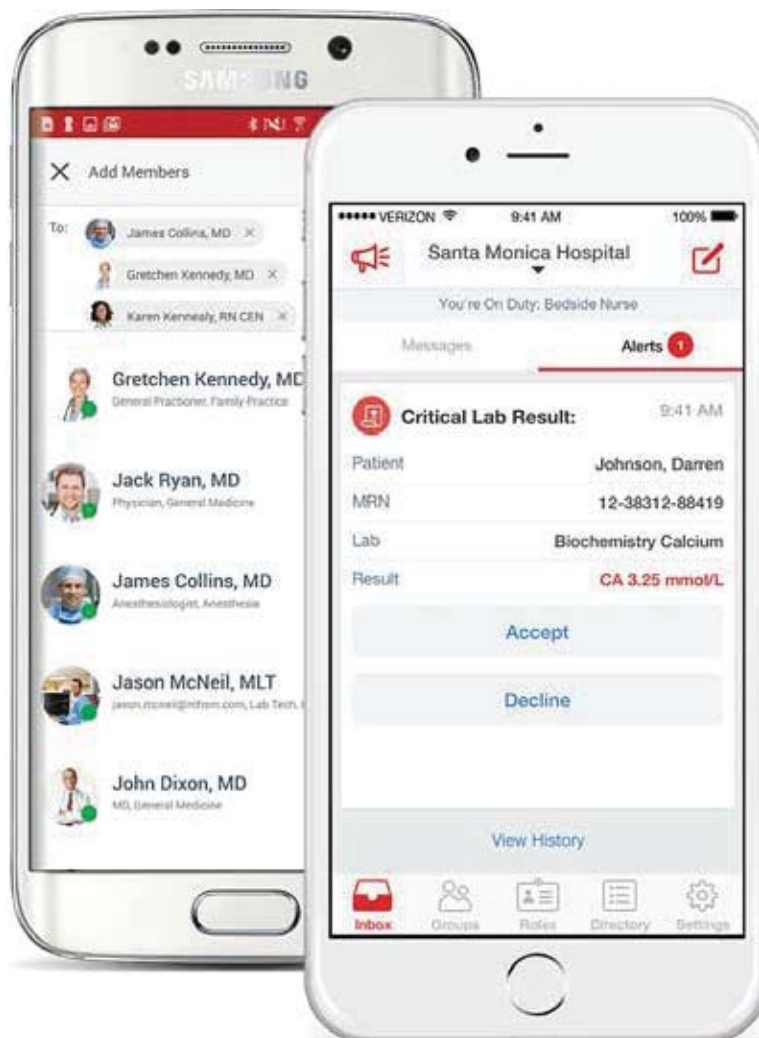 SAMSUNG
Add Members
To: James Collins, MD ×
Gretchen Kennedy, MD ×
Karen Kennealy, RN CEN ×
Gretchen Kennedy, MD
General Practioner, Family-Practice
Jack Ryan, MD
Physician, General Medicine
James Collins, MD
Anesthesiologist, Anesthesia
Jason McNeil, MLT
Lab Tech,
John Dixon, MD
MD, General Medicine
VERIZON 9:41 AM 100%
Santa Monica Hospital
You're On Duty: Bedside Nurse
Messages Alerts 1
Critical Lab Result: 9:41 AM
Patient Johnson, Darren
MRN 12-38312-88419
Lab Biochemistry Calcium
Result CA 3.25 mmol/L
Accept
Decline
View History
Inbox Groups Roles Directory Settings